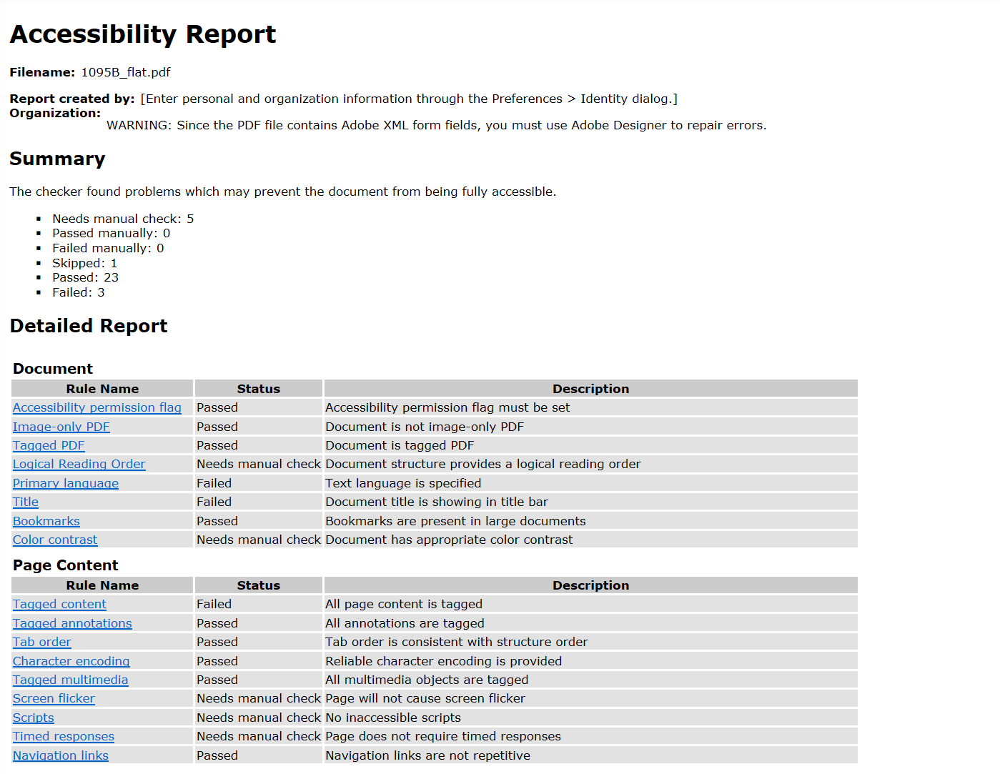 Accessibility Report
Filename: 1095B_flat.pdf
Report created by: [Enter personal and organization information through the Preferences > Identity dialog.]
Organization:
WARNING: Since the PDF file contains Adobe XML form fields, you must use Adobe Designer to repair errors.
Summary
The checker found problems which may prevent the document from being fully accessible.
▪ Needs manual check: 5
▪ Passed manually: 0
▪ Failed manually: 0
▪ Skipped: 1
▪ Passed: 23
▪ Failed: 3
Detailed Report
Document
Rule Name Status Description
Accessibility permission flag Passed Accessibility permission flag must be set
Image-only PDF Passed Document is not image-only PDF
Tagged PDF Passed Document is tagged PDF
Logical Reading Order Needs manual check Document structure provides a logical reading order
Primary language Failed Text language is specified
Title Failed Document title is showing in title bar
Bookmarks Passed Bookmarks are present in large documents
Color contrast Needs manual check Document has appropriate color contrast
Page Content
Rule Name Status Description
Tagged content Failed All page content is tagged
Tagged annotations Passed All annotations are tagged
Tab order Passed Tab order is consistent with structure order
Character encoding Passed Reliable character encoding is provided
Tagged multimedia Passed All multimedia objects are tagged
Screen flicker Needs manual check Page will not cause screen flicker
Scripts Needs manual check No inaccessible scripts
Timed responses Needs manual check Page does not require timed responses
Navigation links Passed Navigation links are not repetitive